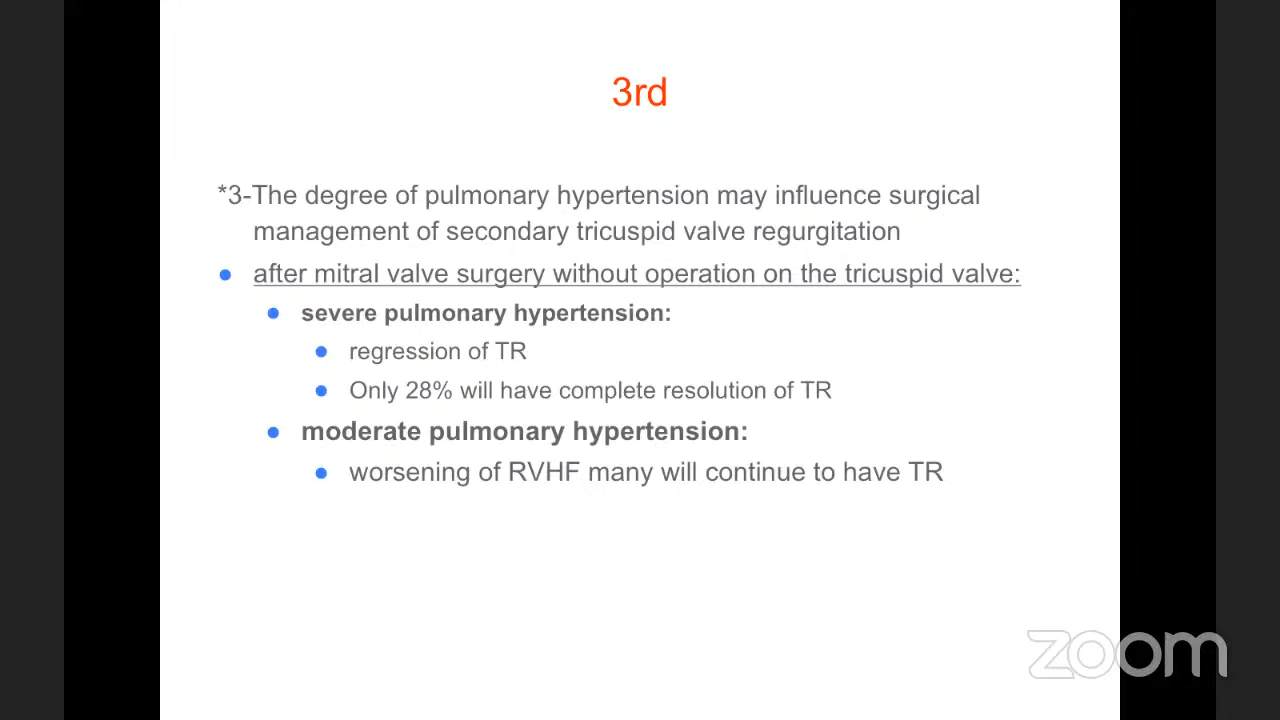 3rd
*3-The degree of pulmonary hypertension may influence surgical
management of secondary tricuspid valve regurgitation
after mitral valve surgery without operation on the tricuspid valve:
severe pulmonary hypertension:
regression of TR
Only 28% will have complete resolution of TR
moderate pulmonary hypertension:
worsening of RVHF many will continue to have TR
zoom